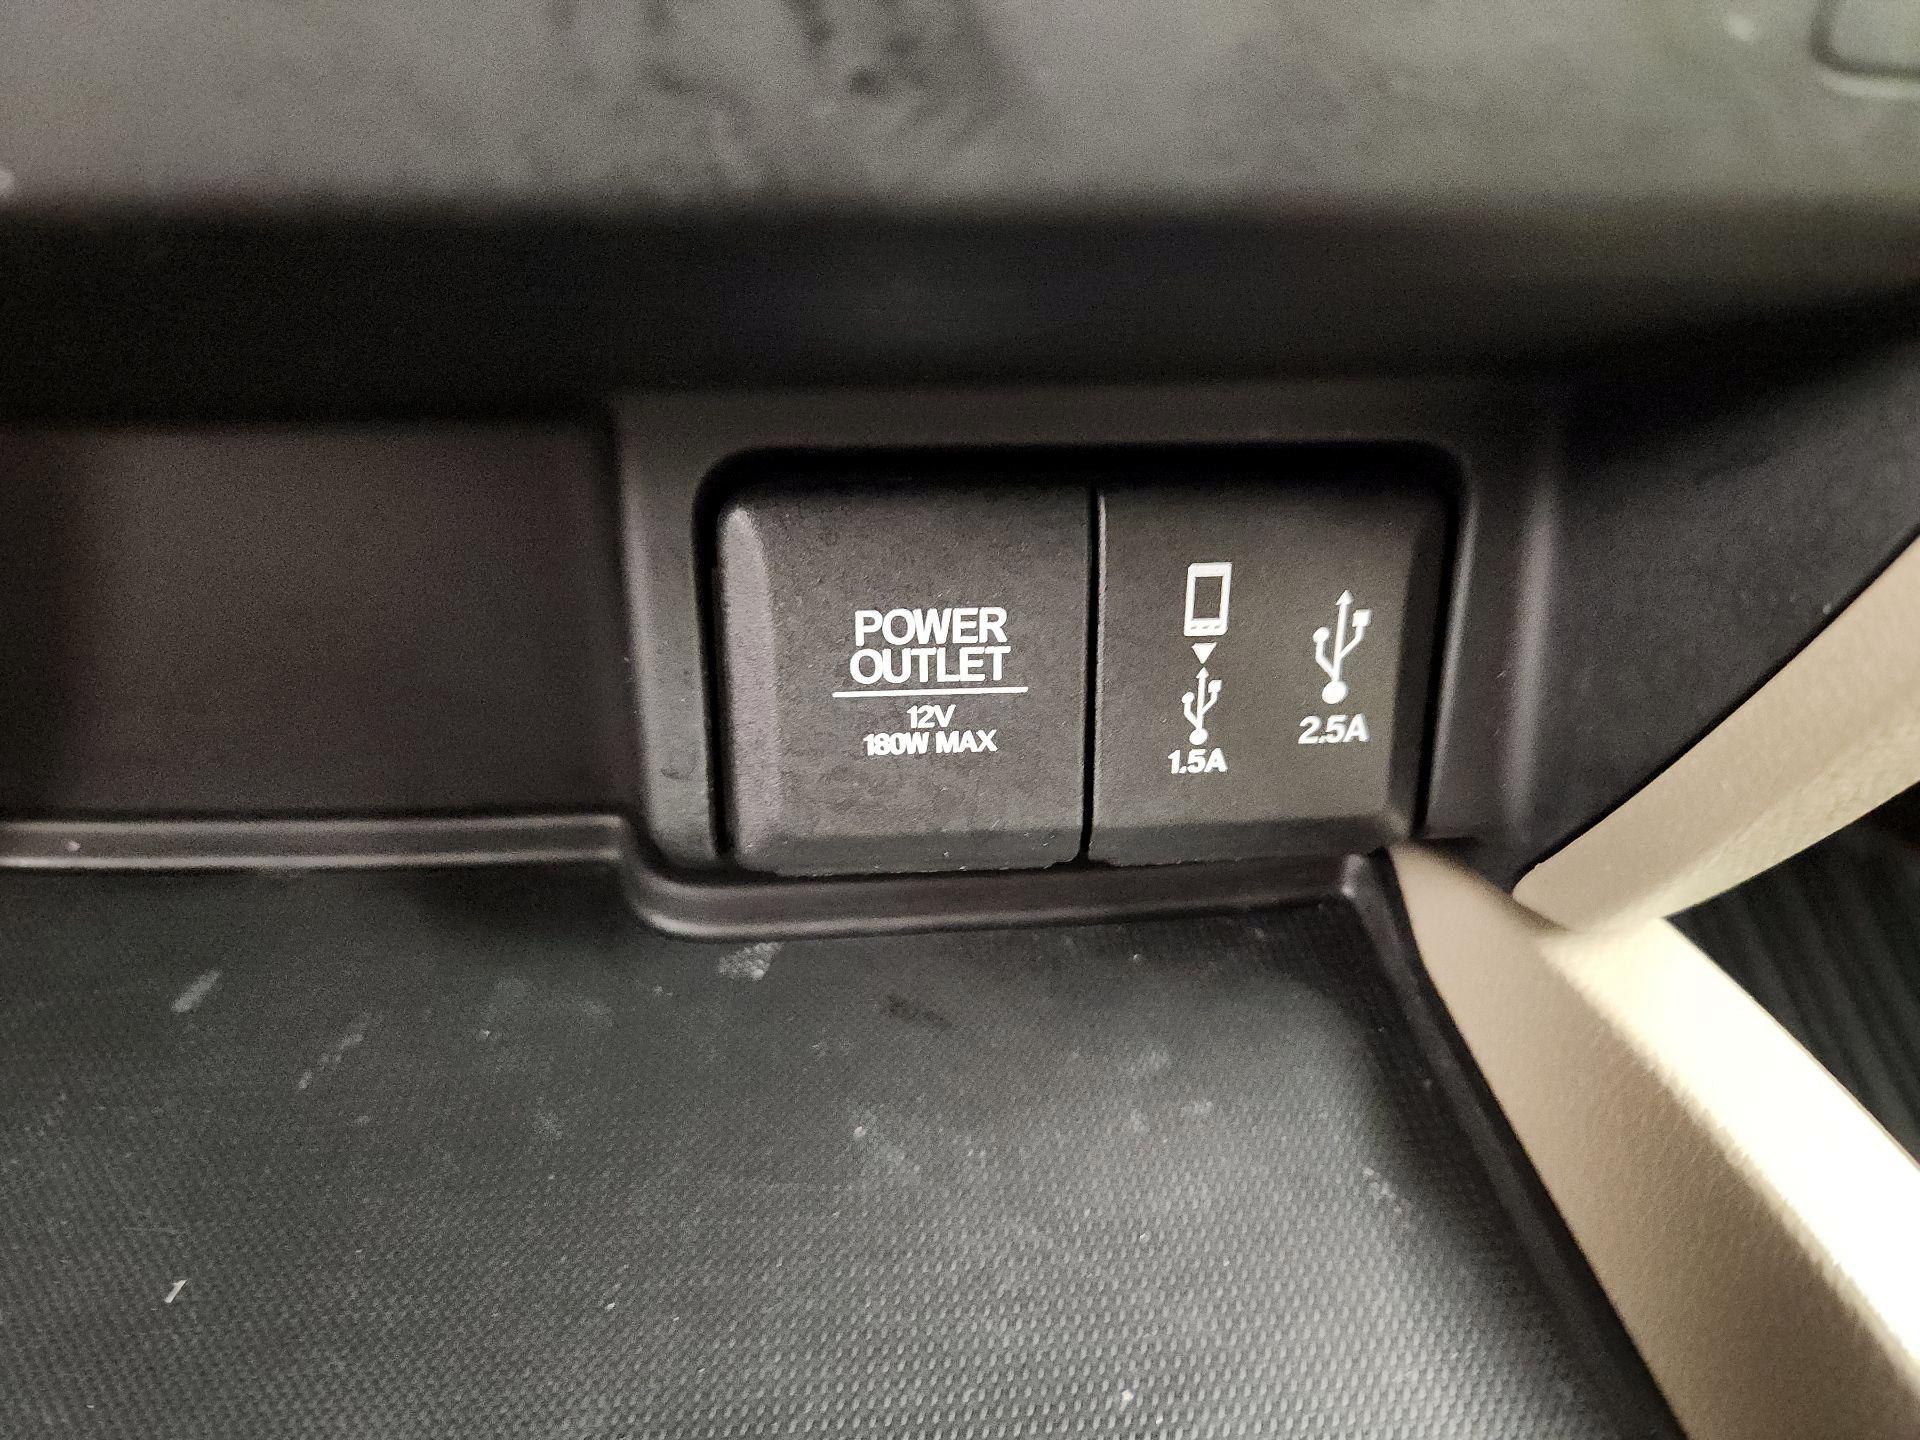 POWER
OUTLET
12V
180W MAX
1.5A
2.5A